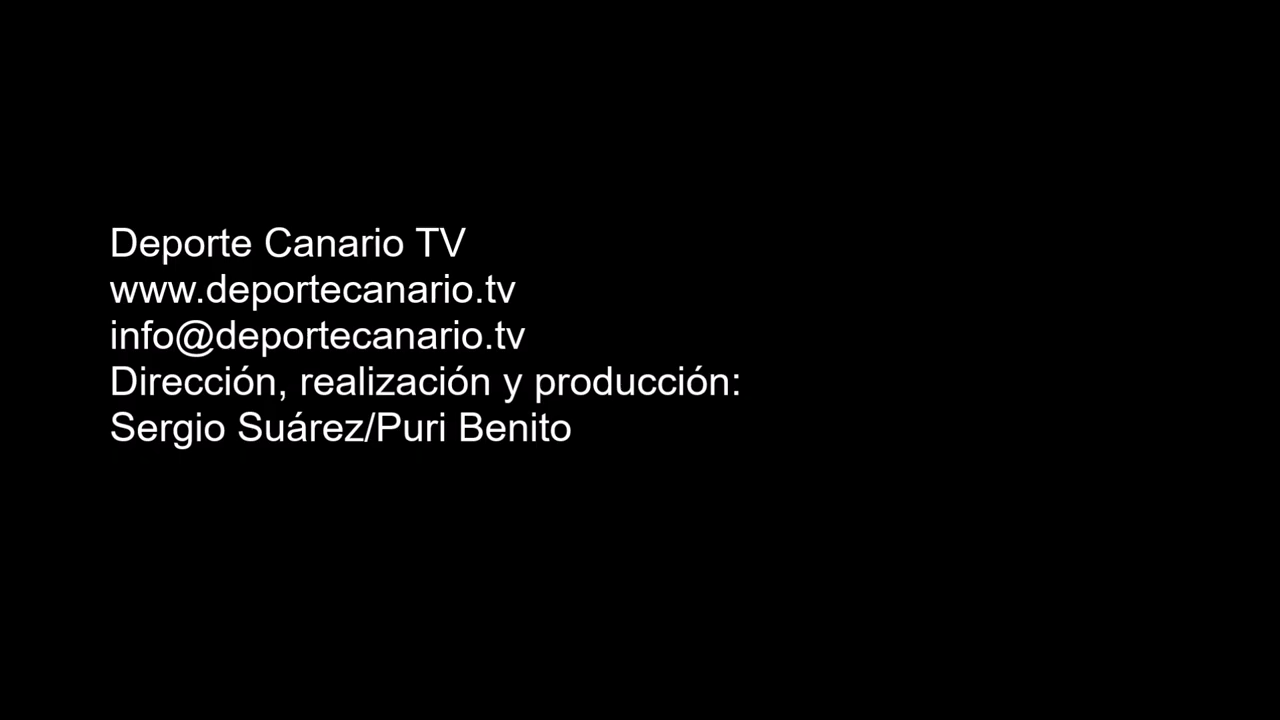 Deporte Canario TV
www.deportecanario.tv
info@deportecanario.tv
Dirección, realización y producción:
Sergio Suárez/Puri Benito